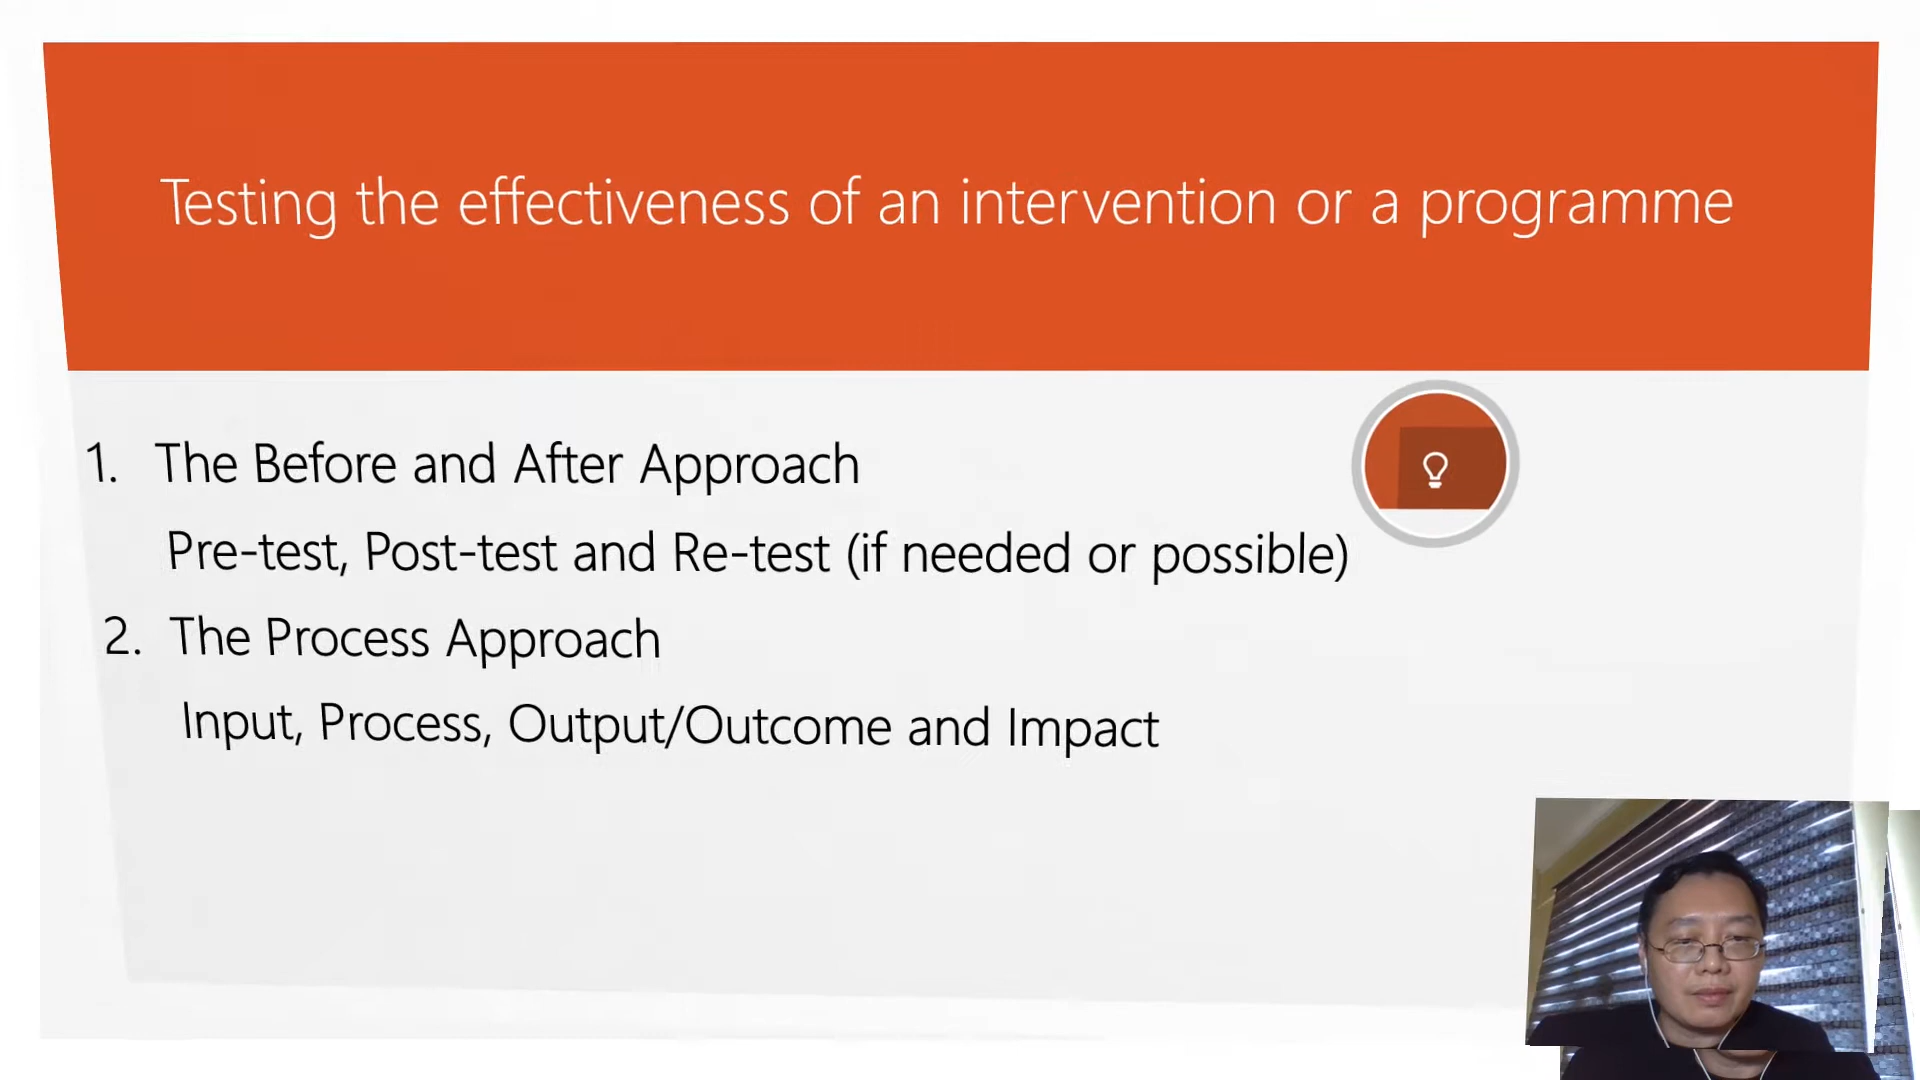 Testing the effectiveness of an intervention or a programme
1. The Before and After Approach
Pre-test, Post-test and Re-test (if needed or possible)
2. The Process Approach
Input, Process, Output/Outcome and Impact